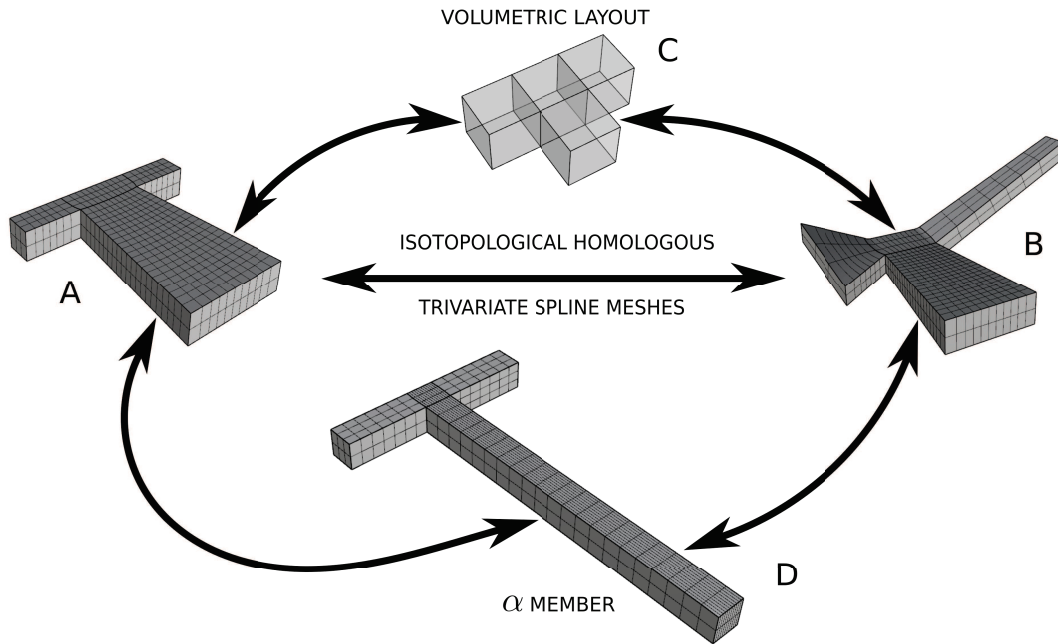 VOLUMETRIC LAYOUT
C
ISOTOPOLOGICAL HOMOLOGOUS
B
A
TRIVARIATE SPLINE MESHES
D
α MEMBER